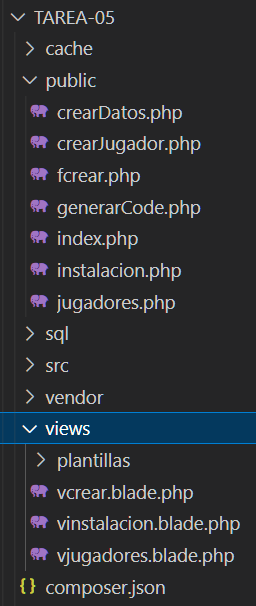 TAREA-05
cache
public
crearDatos.php
crearJugador.php
fcrear.php
generarCode.php
index.php
instalacion.php
jugadores.php
sql
src
vendor
views
plantillas
vcrear.blade.php
vinstalacion.blade.php
vjugadores.blade.php
{} composer.json